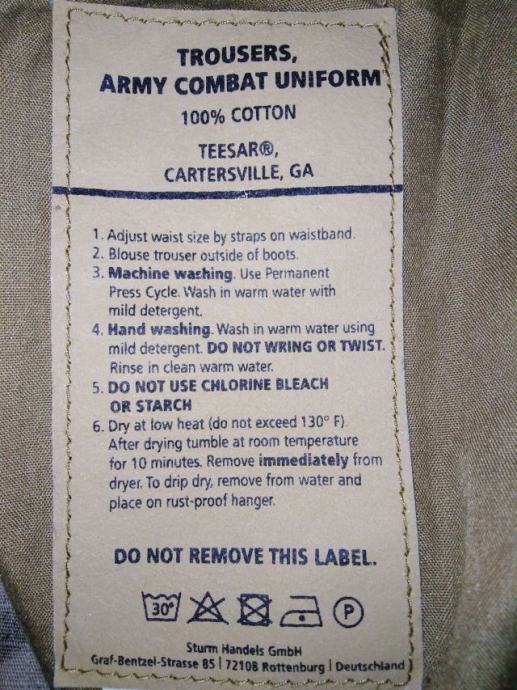 TROUSERS,
ARMY COMBAT UNIFORM
100% COTTON
TEESAR®,
CARTERSVILLE, GA
1. Adjust waist size by straps on waistband.
2. Blouse trouser outside of boots.
3. Machine washing. Use Permanent
Press Cycle. Wash in warm water with
mild detergent.
4. Hand washing. Wash in warm water using
mild detergent. DO NOT WRING OR TWIST.
Rinse in clean warm water.
5. DO NOT USE CHLORINE BLEACH
OR STARCH
6. Dry at low heat (do not exceed 130° F).
After drying tumble at room temperature
for 10 minutes. Remove immediately from
dryer. To drip dry, remove from water and
place on rust-proof hanger.
DO NOT REMOVE THIS LABEL.
30° P
Sturm Handels GmbH
Graf-Bentzel-Strasse 85 | 72108 Rottenburg | Deutschland